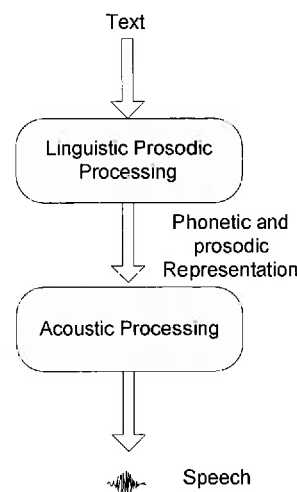 Text
Linguistic Prosodic
Processing
Phonetic and
prosodic
Representation
Acoustic Processing
Speech